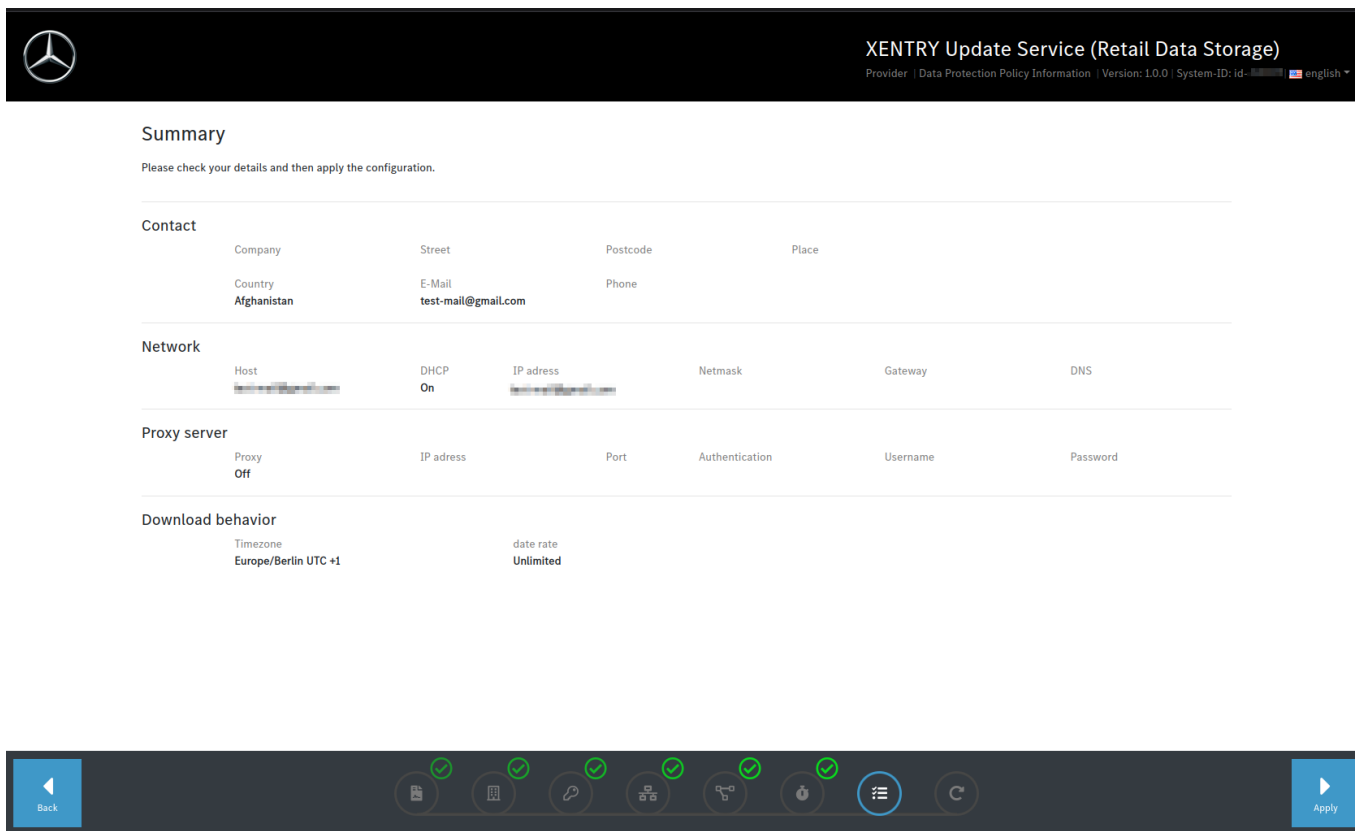 XENTRY Update Service (Retail Data Storage)
Provider | Data Protection Policy Information | Version: 1.0.0 | System-ID: id- | english
Summary
Please check your details and then apply the configuration.
Contact
Company Street Postcode Place
Country E-Mail Phone
Afghanistan test-mail@gmail.com
Network
Host DHCP IP adress Netmask Gateway DNS
On
Proxy server
Proxy IP adress Port Authentication Username Password
Off
Download behavior
Timezone date rate
Europe/Berlin UTC +1 Unlimited
Back Apply